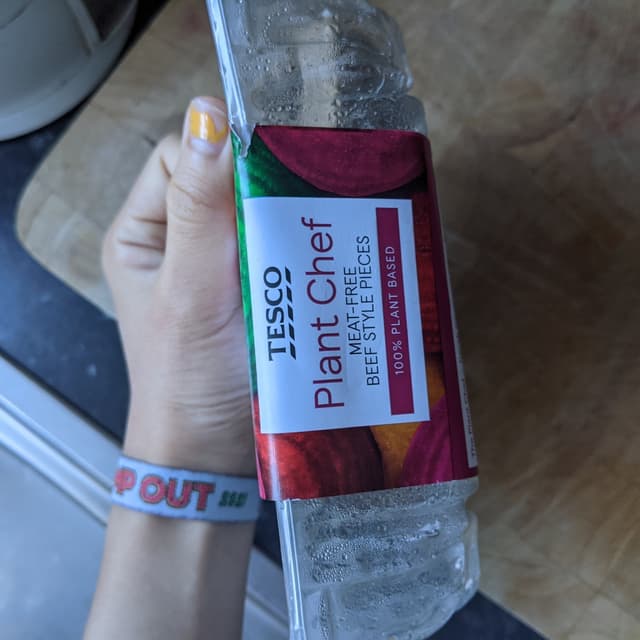 TESCO
Plant Chef
MEAT-FREE
BEEF STYLE PIECES
100% PLANT BASED
OUT